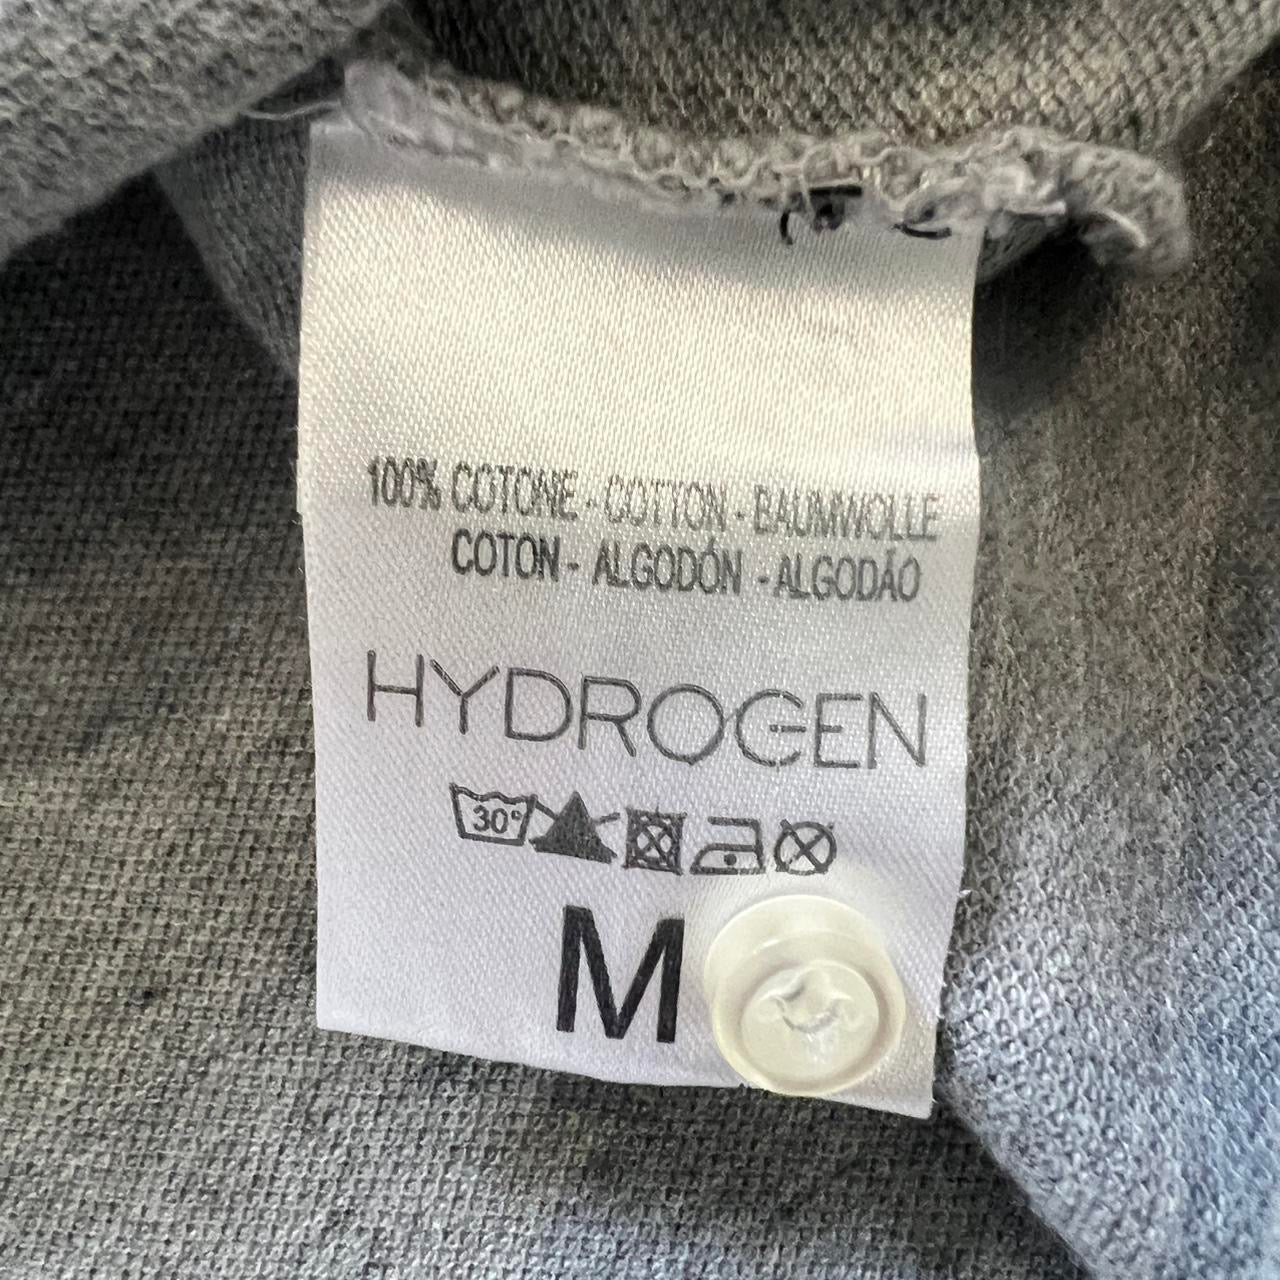 100% COTONE - COTTON - BAUMWOLLE
COTON - ALGODÓN - ALGODÃO
HYDROGEN
30°
M